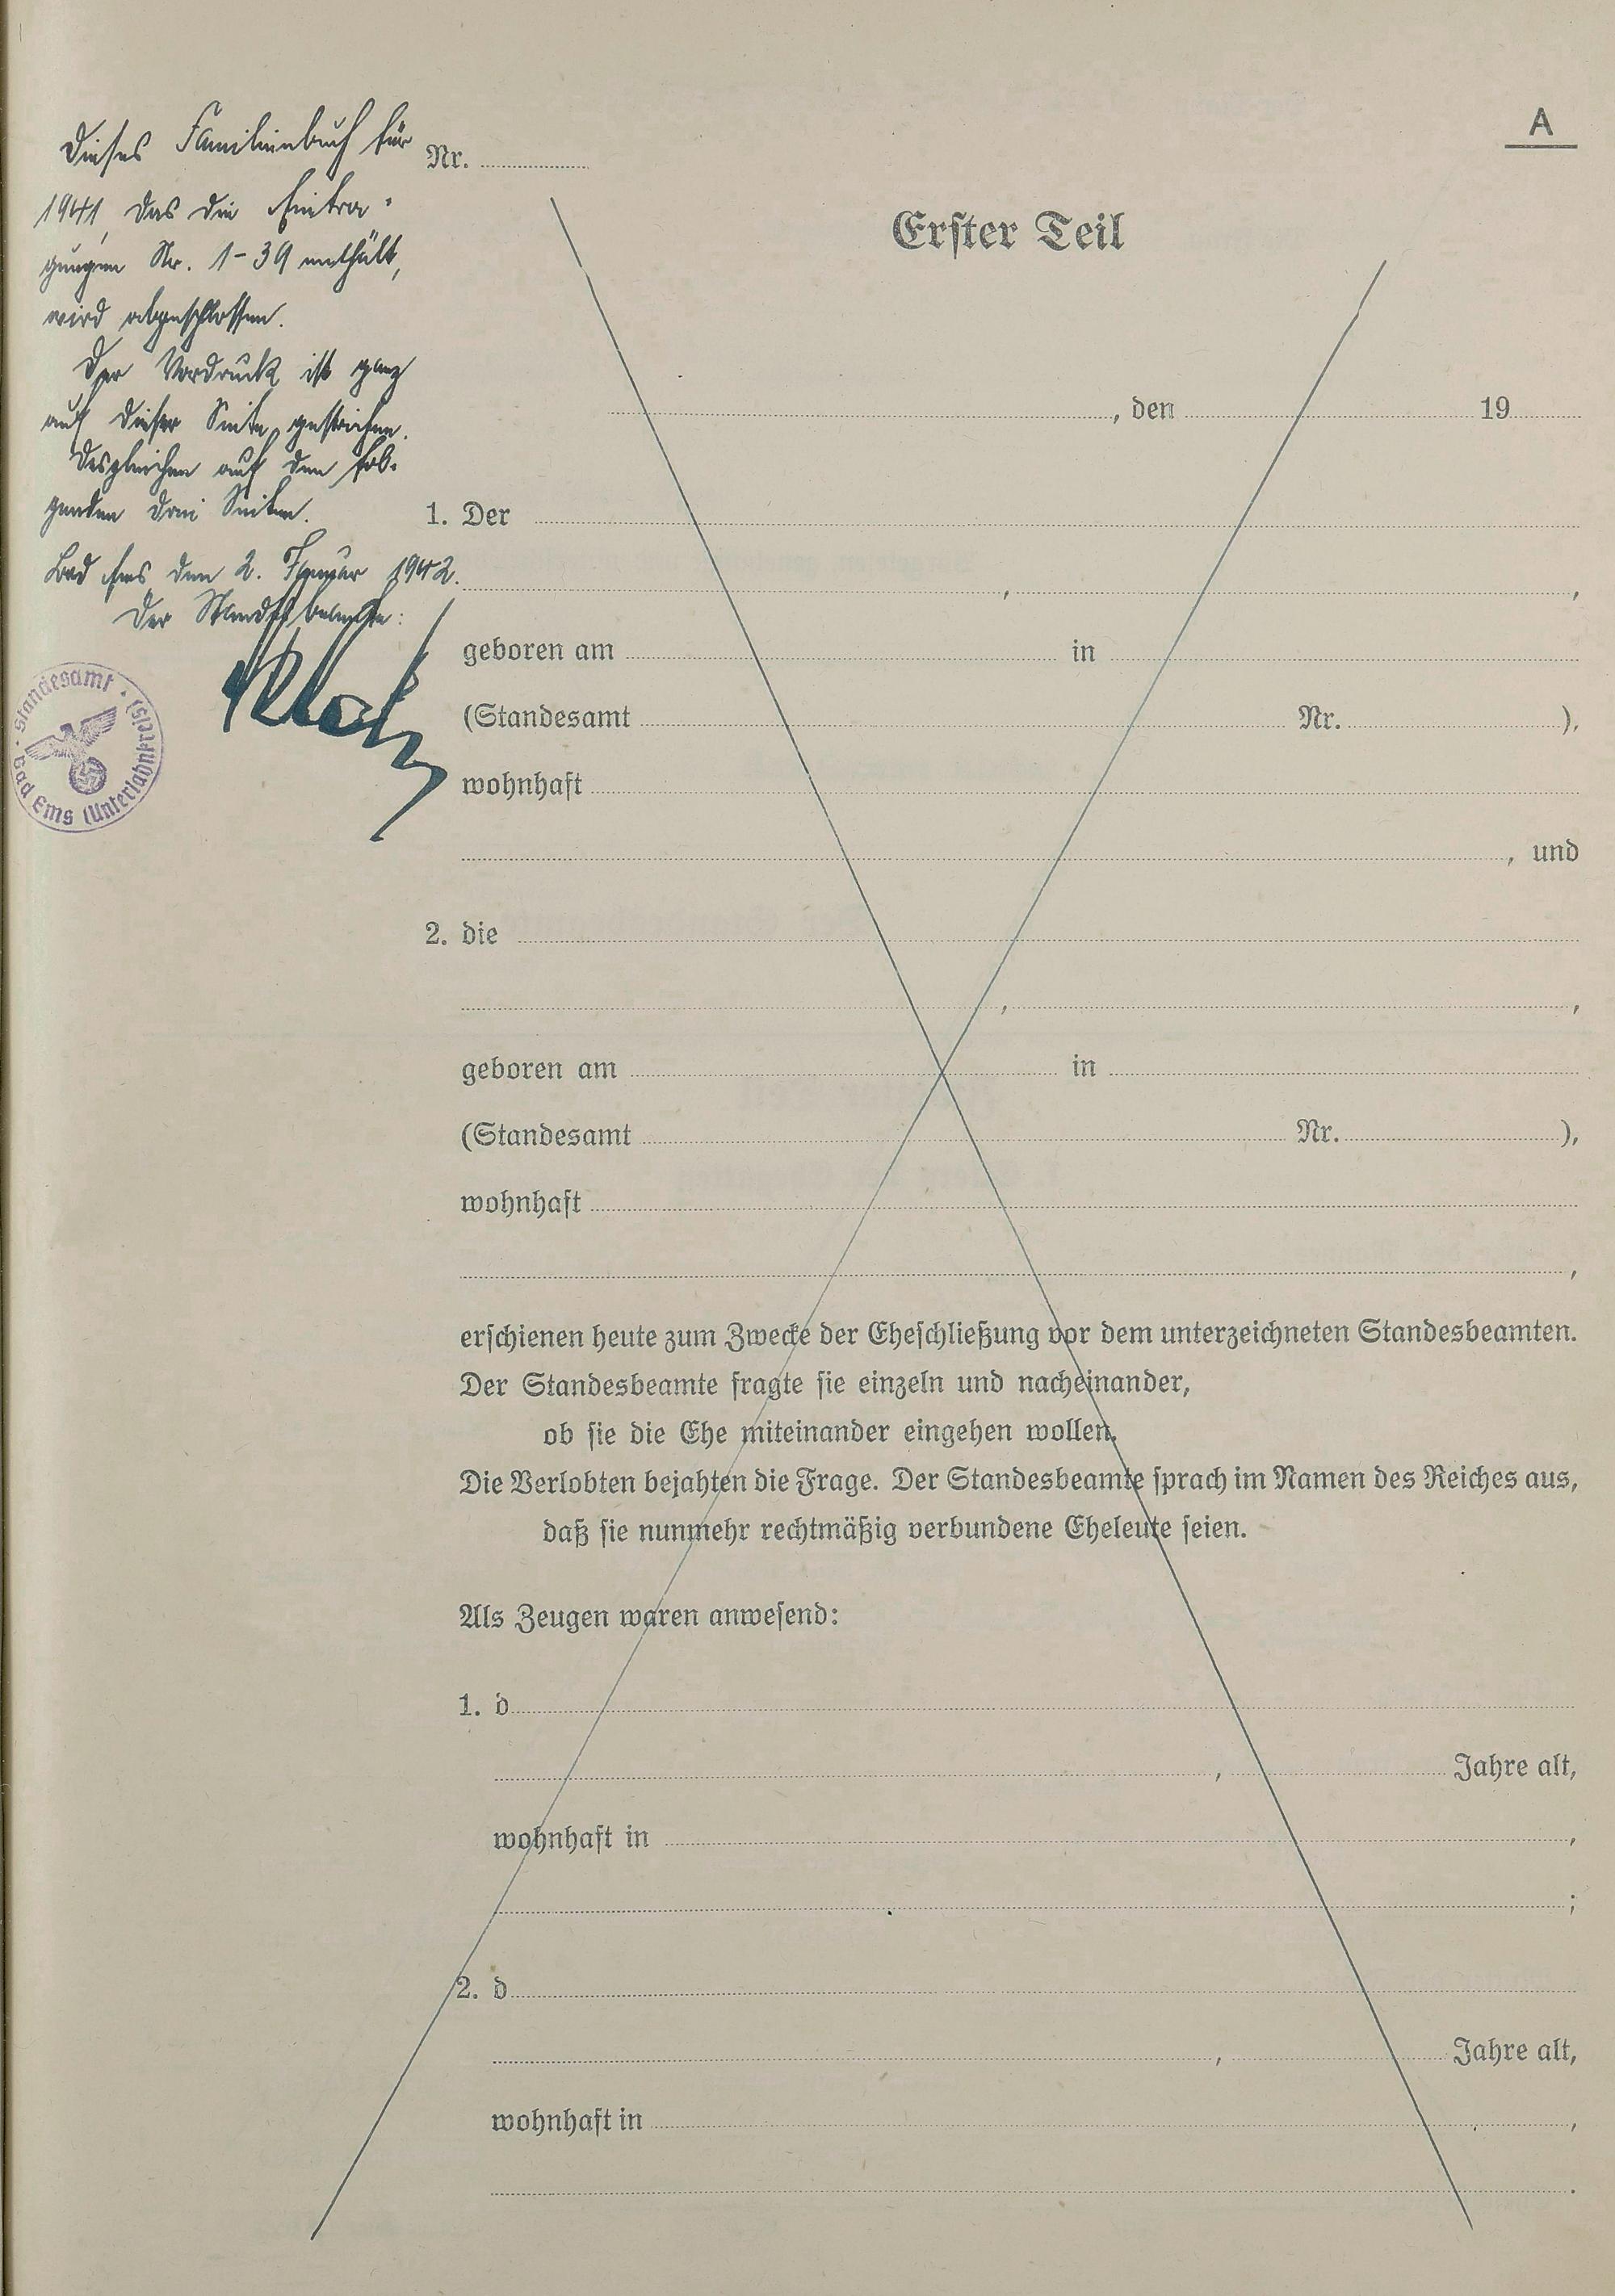 A
Dieses Familienbuch für
Nr.
1941, das die Eintra-
gungen Nr. 1-39 enthält,
wird abgeschlossen.
Der Vordruck ist ganz
auf dieser Seite gestrichen.
Desgleichen auf den fol-
genden drei Seiten.
Bad Ems den 2. Januar 1942.
Der Standesbeamte:
Standesamt
Bad Ems (Unterlahnkreis)
Erster Teil
, den 19
1. Der
, ,
geboren am in
(Standesamt Nr. ),
wohnhaft
, und
2. die
, ,
geboren am in
(Standesamt Nr. ),
wohnhaft
,
erschienen heute zum Zwecke der Eheschließung vor dem unterzeichneten Standesbeamten.
Der Standesbeamte fragte sie einzeln und nacheinander,
ob sie die Ehe miteinander eingehen wollen.
Die Verlobten bejahten die Frage. Der Standesbeamte sprach im Namen des Reiches aus,
daß sie nunmehr rechtmäßig verbundene Eheleute seien.
Als Zeugen waren anwesend:
1. d
, Jahre alt,
wohnhaft in ,
;
2. d
, Jahre alt,
wohnhaft in ,
.